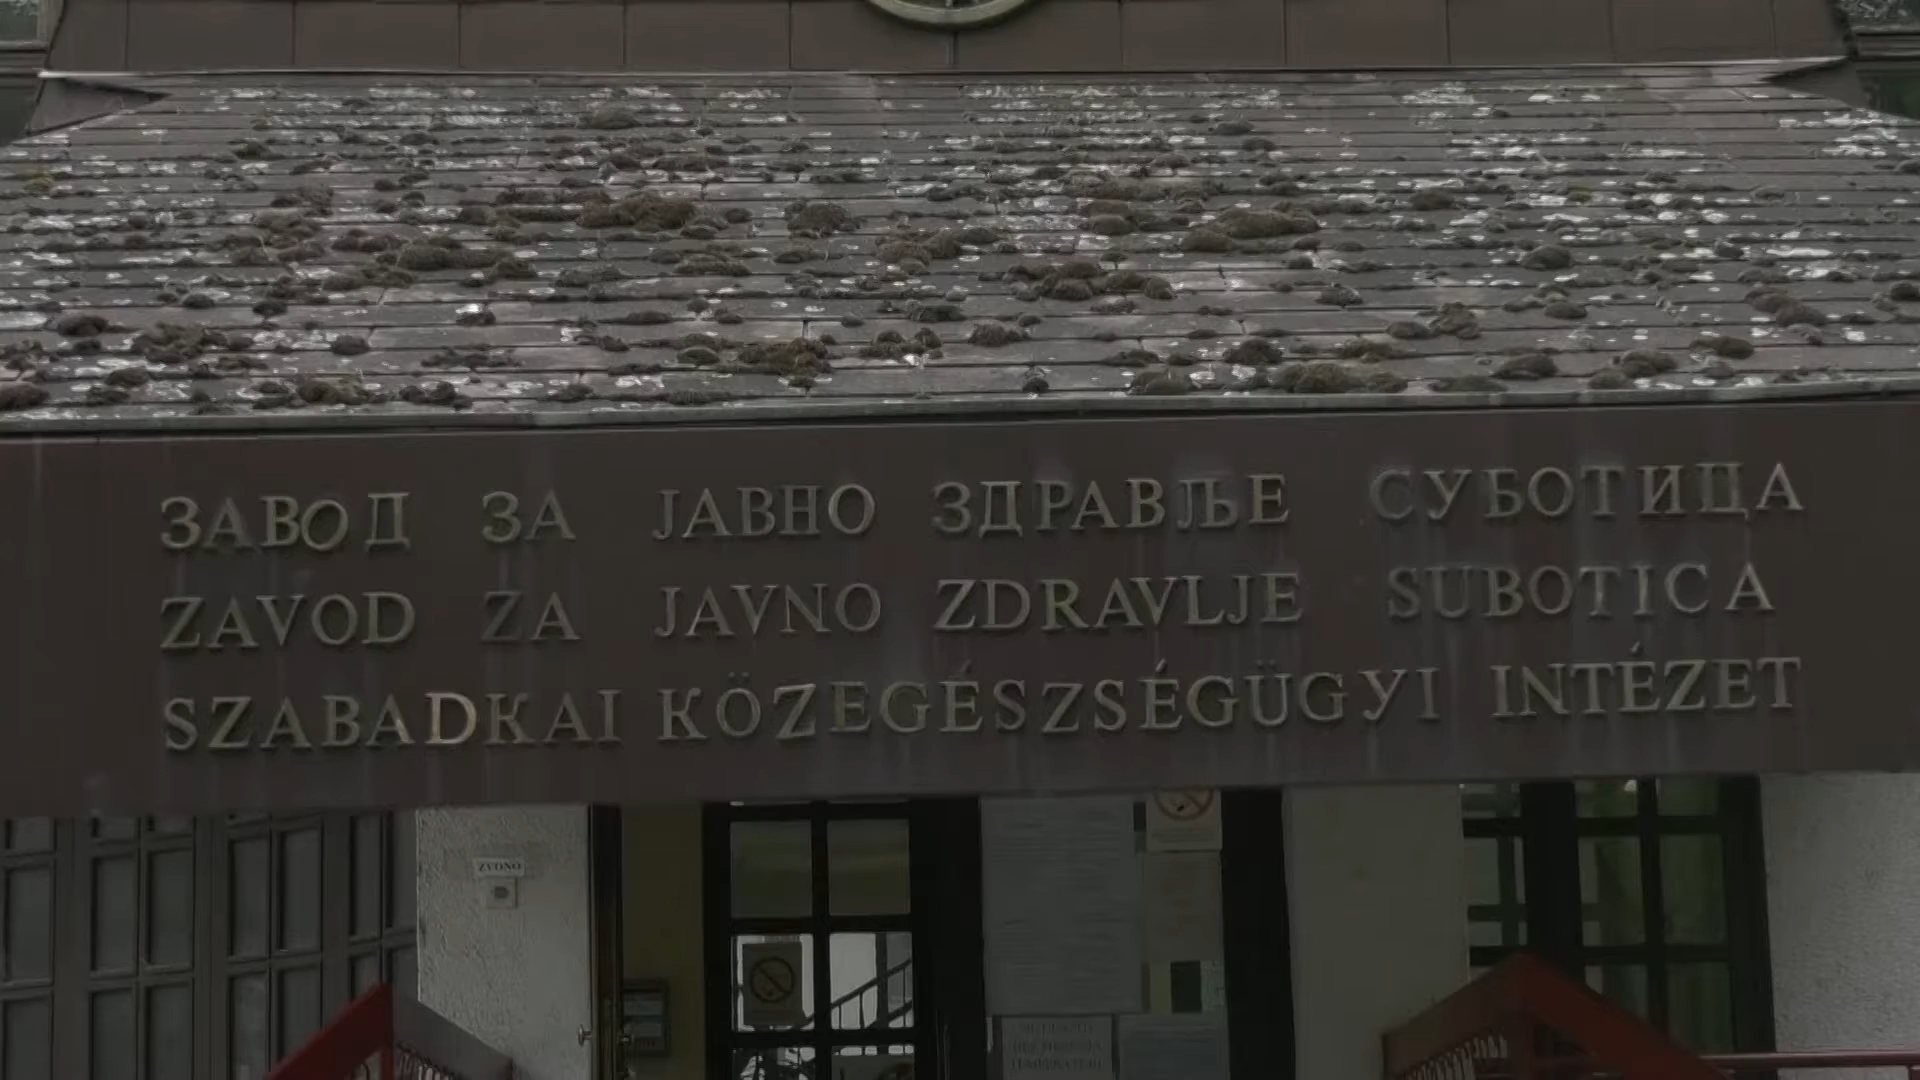 ЗАВОД ЗА ЈАВНО ЗДРАВЉЕ СУБОТИЦА
ZAVOD ZA JAVNO ZDRAVLJE SUBOTICA
SZABADKAI KÖZEGÉSZSÉGÜGYI INTÉZET
ZVONO